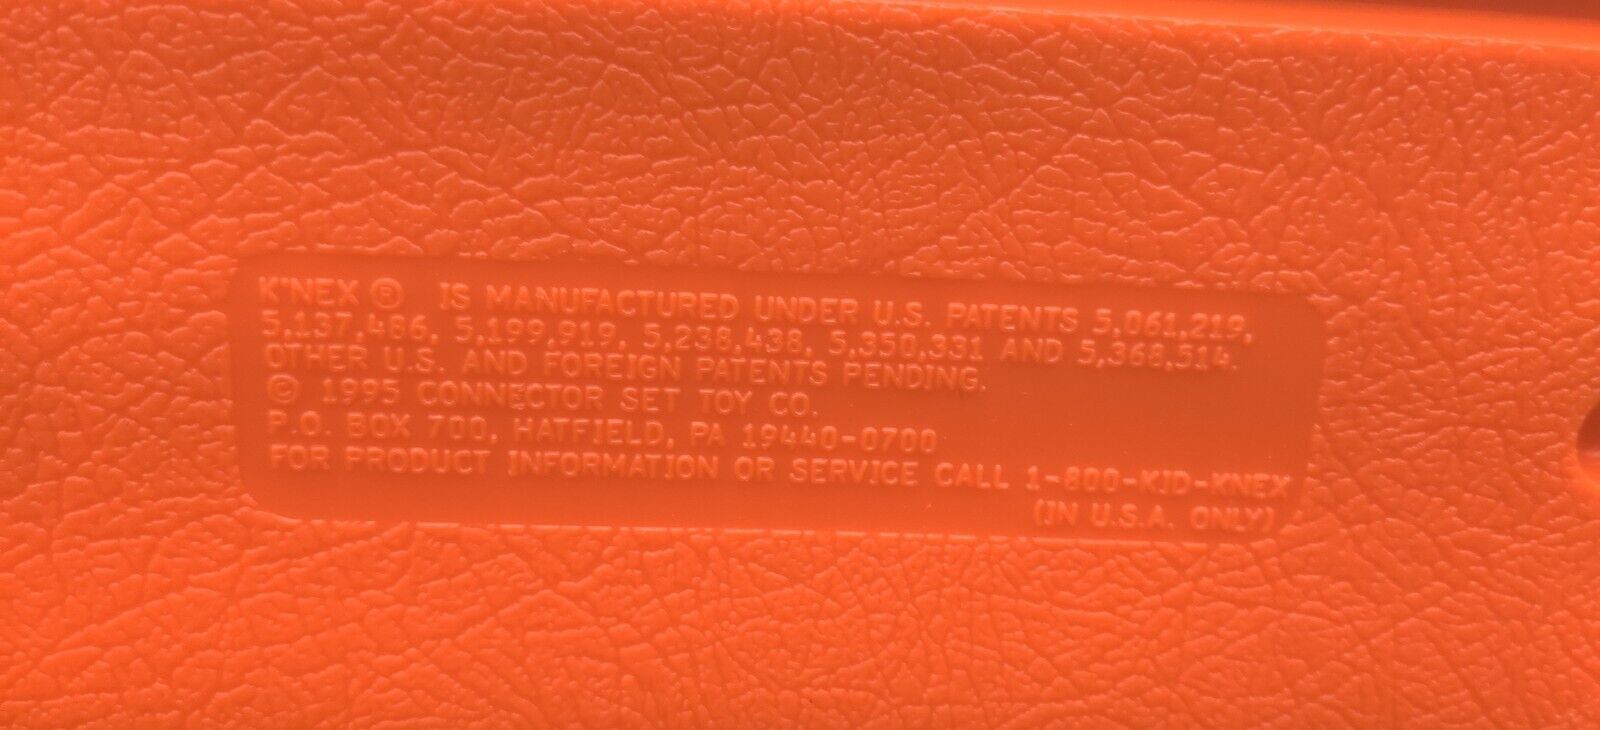 K'NEX ® IS MANUFACTURED UNDER U.S. PATENTS 5,061,219,
5,137,486, 5,199,919, 5,238,438, 5,350,331 AND 5,368,514.
OTHER U.S. AND FOREIGN PATENTS PENDING.
© 1995 CONNECTOR SET TOY CO.
P.O. BOX 700, HATFIELD, PA 19440-0700
FOR PRODUCT INFORMATION OR SERVICE CALL 1-800-KID-KNEX
(IN U.S.A. ONLY)